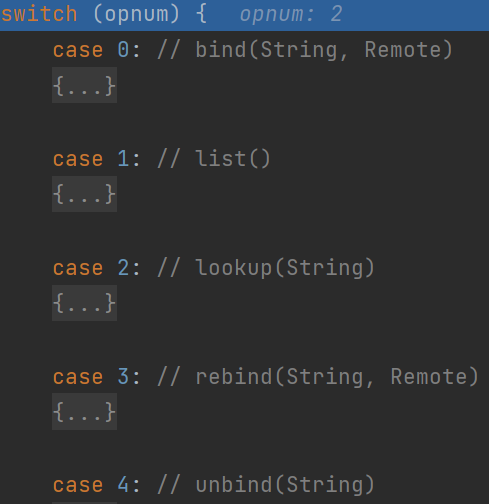 switch (opnum) {   opnum: 2
case 0: // bind(String, Remote)
{...}
case 1: // list()
{...}
case 2: // lookup(String)
{...}
case 3: // rebind(String, Remote)
{...}
case 4: // unbind(String)